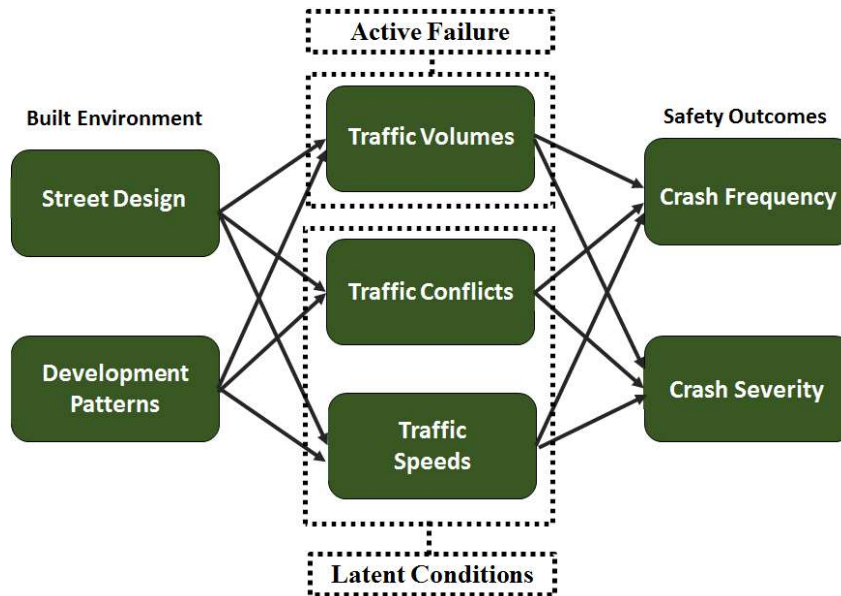 Active Failure
Built Environment
Safety Outcomes
Traffic Volumes
Street Design
Crash Frequency
Traffic Conflicts
Development
Patterns
Crash Severity
Traffic
Speeds
Latent Conditions